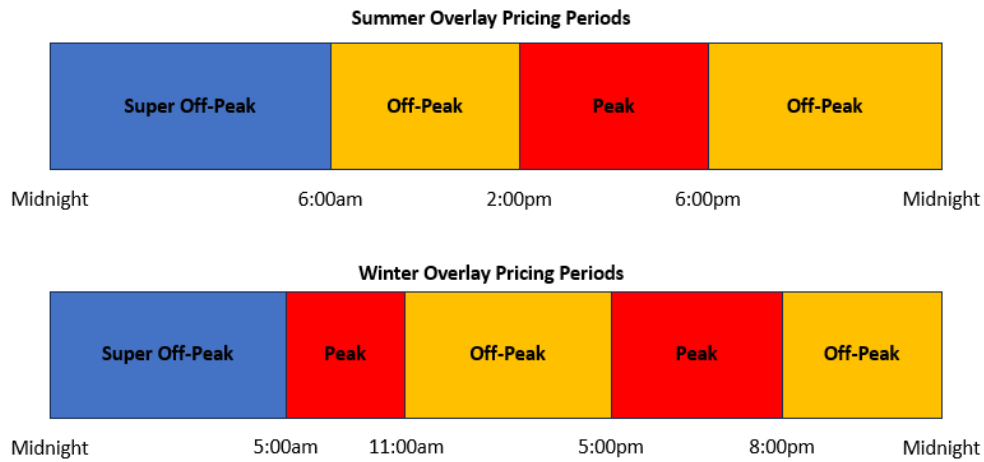 Summer Overlay Pricing Periods
Super Off-Peak Off-Peak Peak Off-Peak
Midnight 6:00am 2:00pm 6:00pm Midnight
Winter Overlay Pricing Periods
Super Off-Peak Peak Off-Peak Peak Off-Peak
Midnight 5:00am 11:00am 5:00pm 8:00pm Midnight